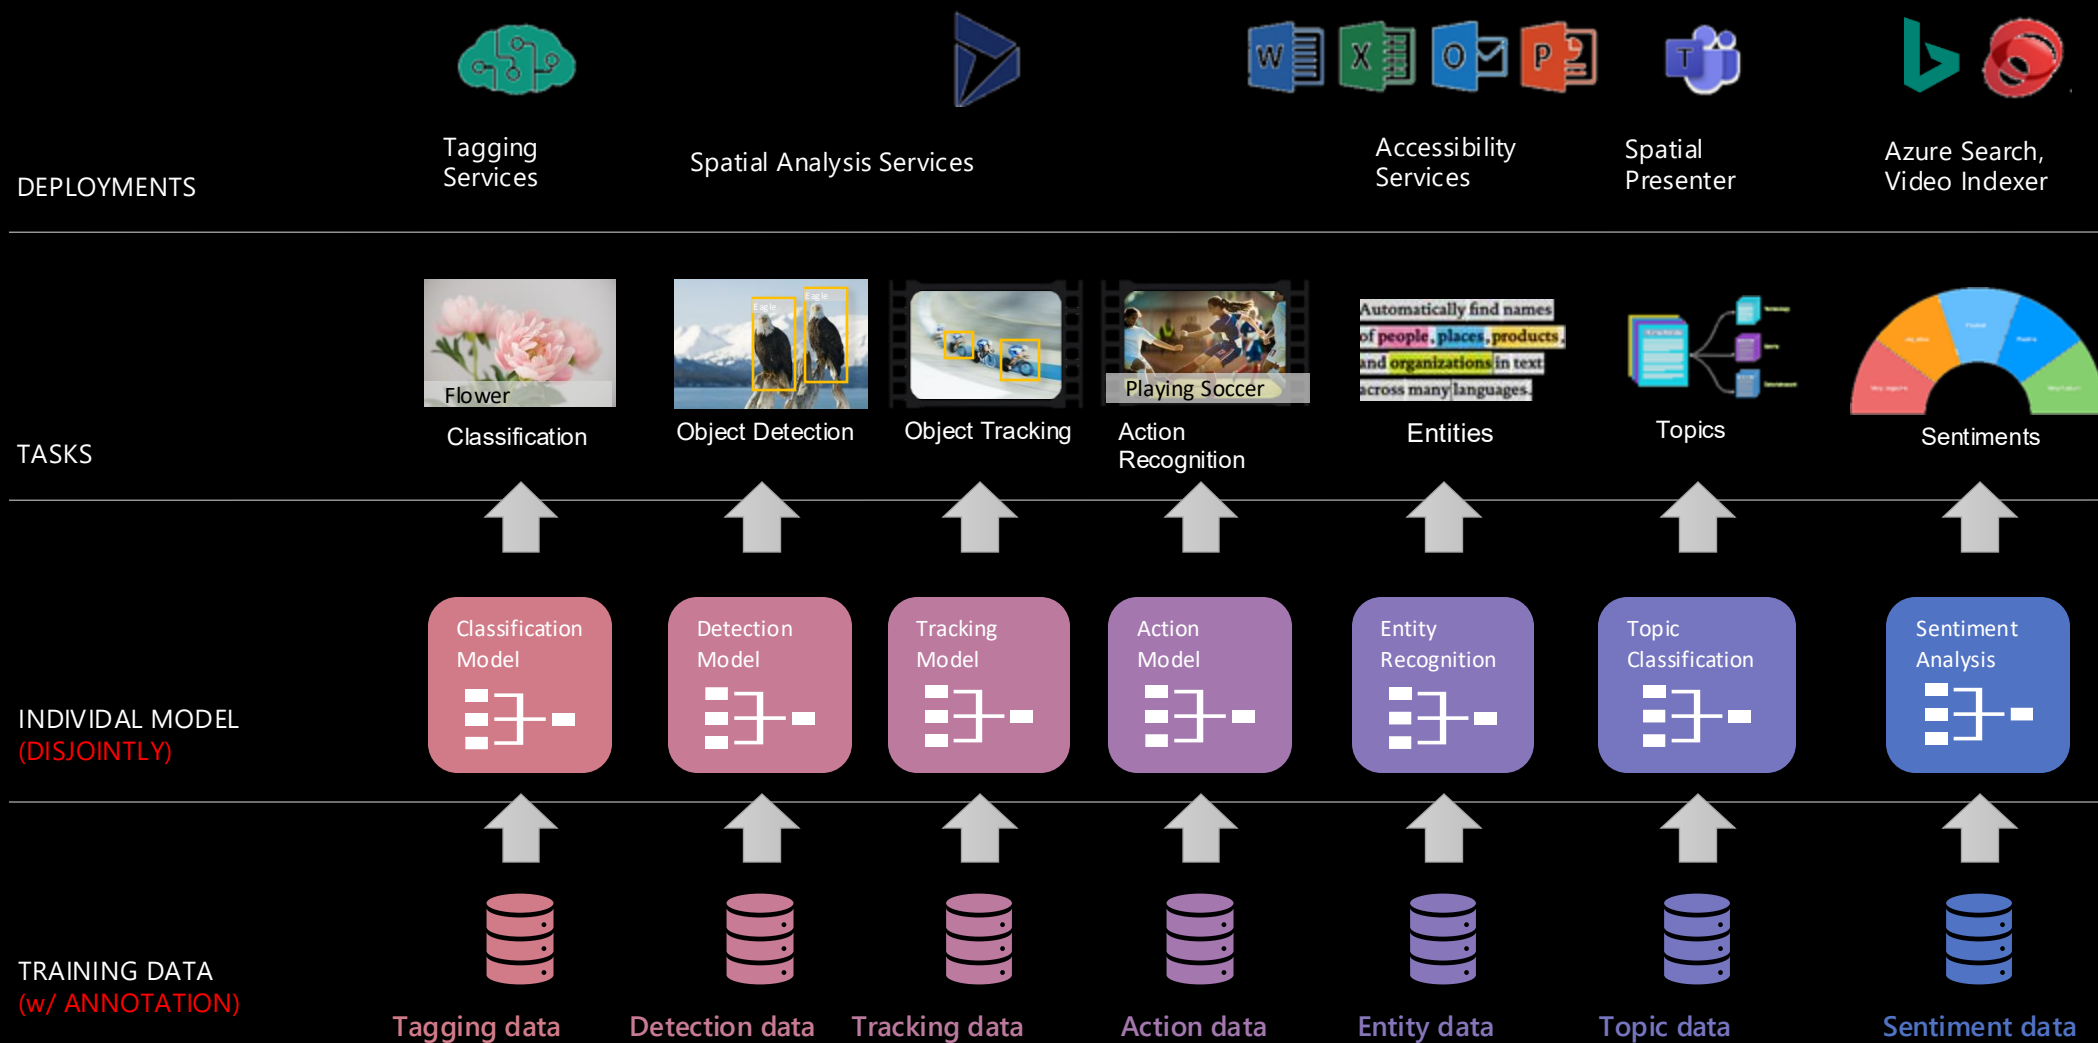 W
X
O
P
T
Tagging
Services
Spatial Analysis Services
Accessibility
Services
Spatial
Presenter
Azure Search,
Video Indexer
DEPLOYMENTS
Eagle
Eagle
Flower
Playing Soccer
Automatically find names
of people, places, products,
and organizations in text
across many languages.
Classification
Object Detection
Object Tracking
Action
Recognition
Entities
Topics
Sentiments
TASKS
Classification
Model
Detection
Model
Tracking
Model
Action
Model
Entity
Recognition
Topic
Classification
Sentiment
Analysis
INDIVIDAL MODEL
(DISJOINTLY)
TRAINING DATA
(w/ ANNOTATION)
Tagging data
Detection data
Tracking data
Action data
Entity data
Topic data
Sentiment data